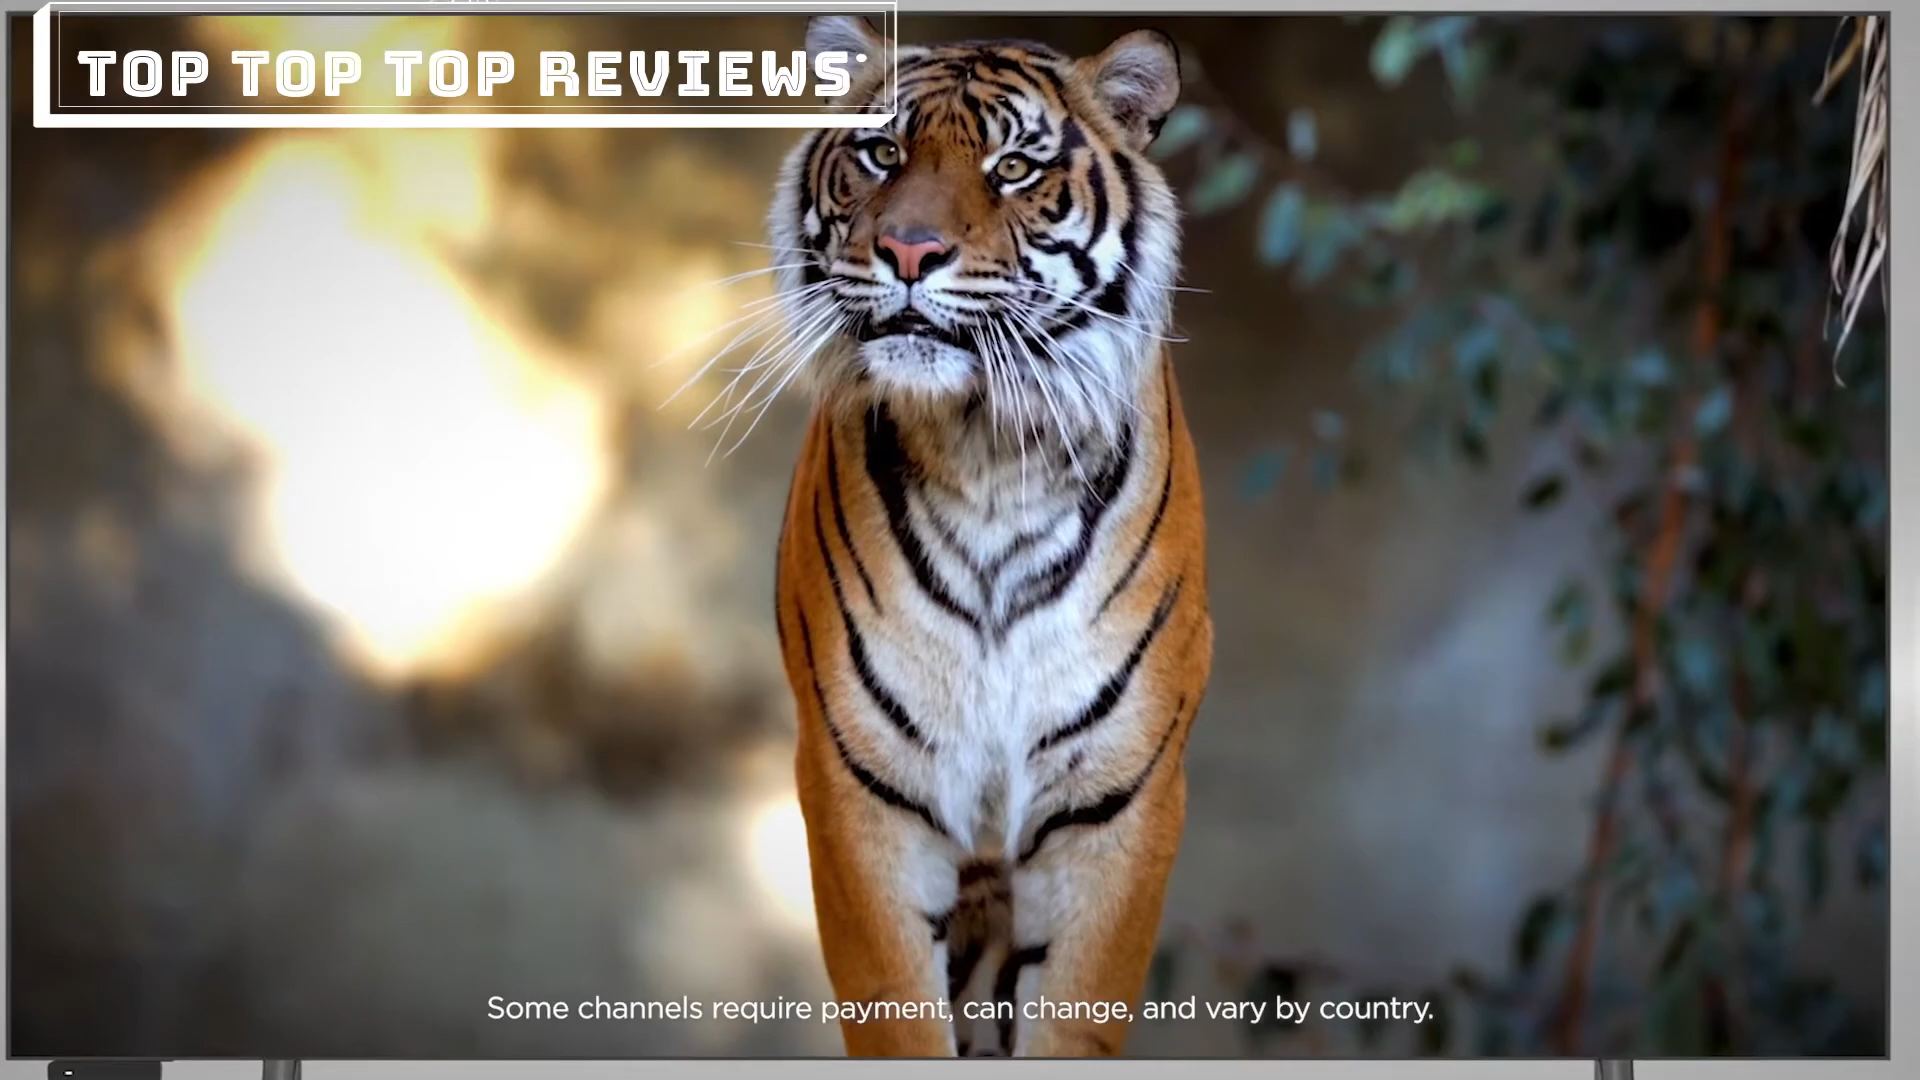 TOP TOP TOP REVIEWS
Some channels require payment, can change, and vary by country.